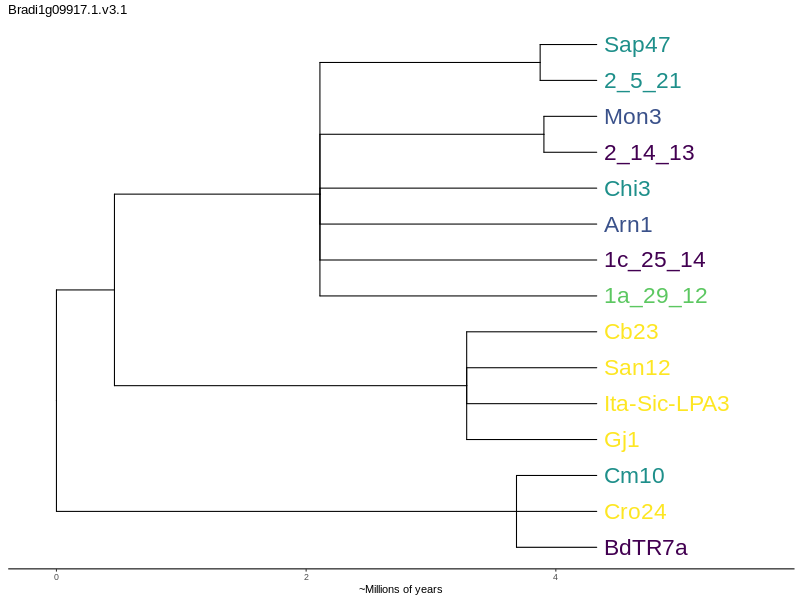 Bradi1g09917.1.v3.1
Sap47
2_5_21
Mon3
2_14_13
Chi3
Arn1
1c_25_14
1a_29_12
Cb23
San12
Ita-Sic-LPA3
Gj1
Cm10
Cro24
BdTR7a
0 2 4
~Millions of years